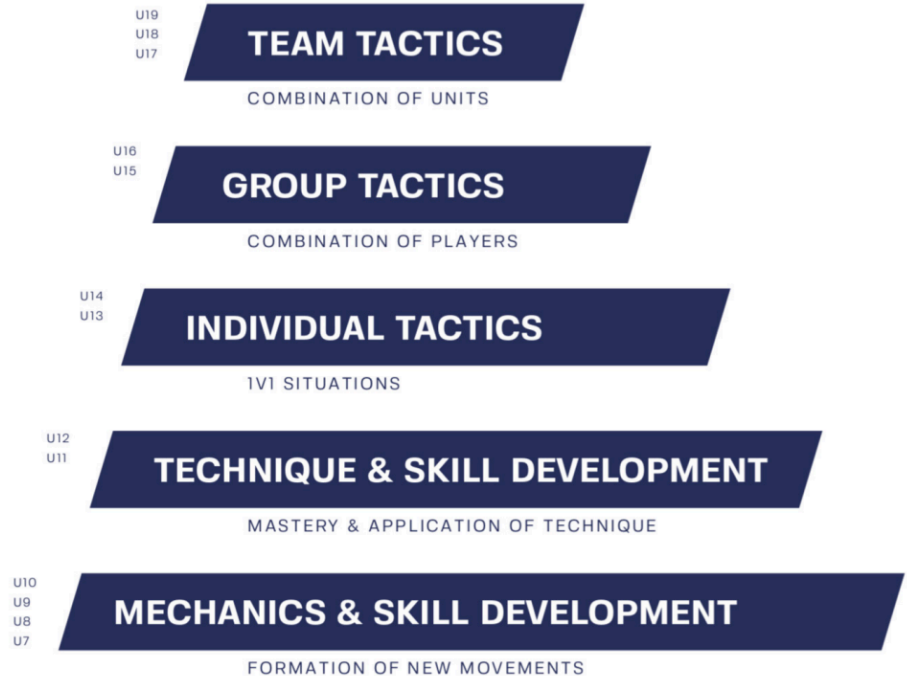 U19
U18
U17
TEAM TACTICS
COMBINATION OF UNITS
U16
U15
GROUP TACTICS
COMBINATION OF PLAYERS
U14
U13
INDIVIDUAL TACTICS
1V1 SITUATIONS
U12
U11
TECHNIQUE & SKILL DEVELOPMENT
MASTERY & APPLICATION OF TECHNIQUE
U10
U9
U8
U7
MECHANICS & SKILL DEVELOPMENT
FORMATION OF NEW MOVEMENTS